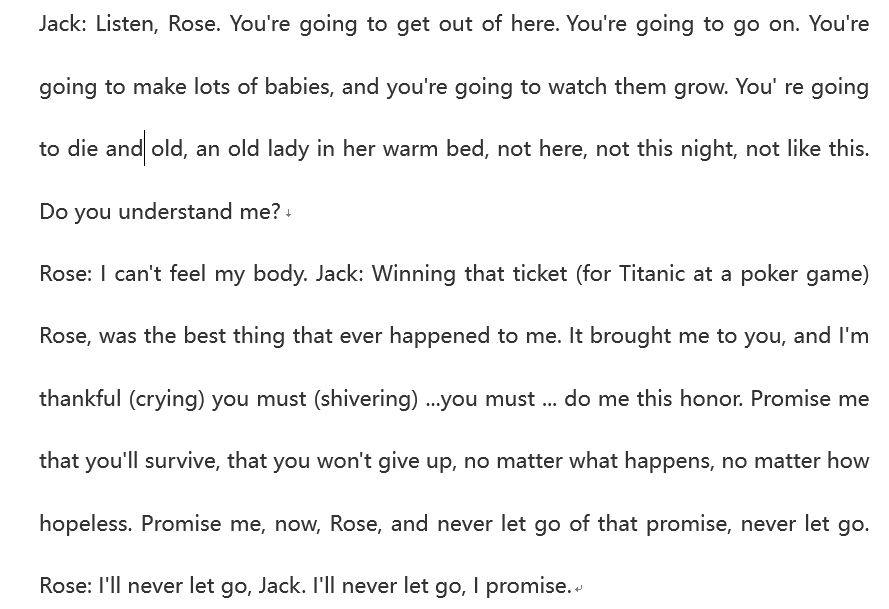 Jack: Listen, Rose. You're going to get out of here. You're going to go on. You're
going to make lots of babies, and you're going to watch them grow. You' re going
to die and old, an old lady in her warm bed, not here, not this night, not like this.
Do you understand me?
Rose: I can't feel my body. Jack: Winning that ticket (for Titanic at a poker game)
Rose, was the best thing that ever happened to me. It brought me to you, and I'm
thankful (crying) you must (shivering) ...you must ... do me this honor. Promise me
that you'll survive, that you won't give up, no matter what happens, no matter how
hopeless. Promise me, now, Rose, and never let go of that promise, never let go.
Rose: I'll never let go, Jack. I'll never let go, I promise.